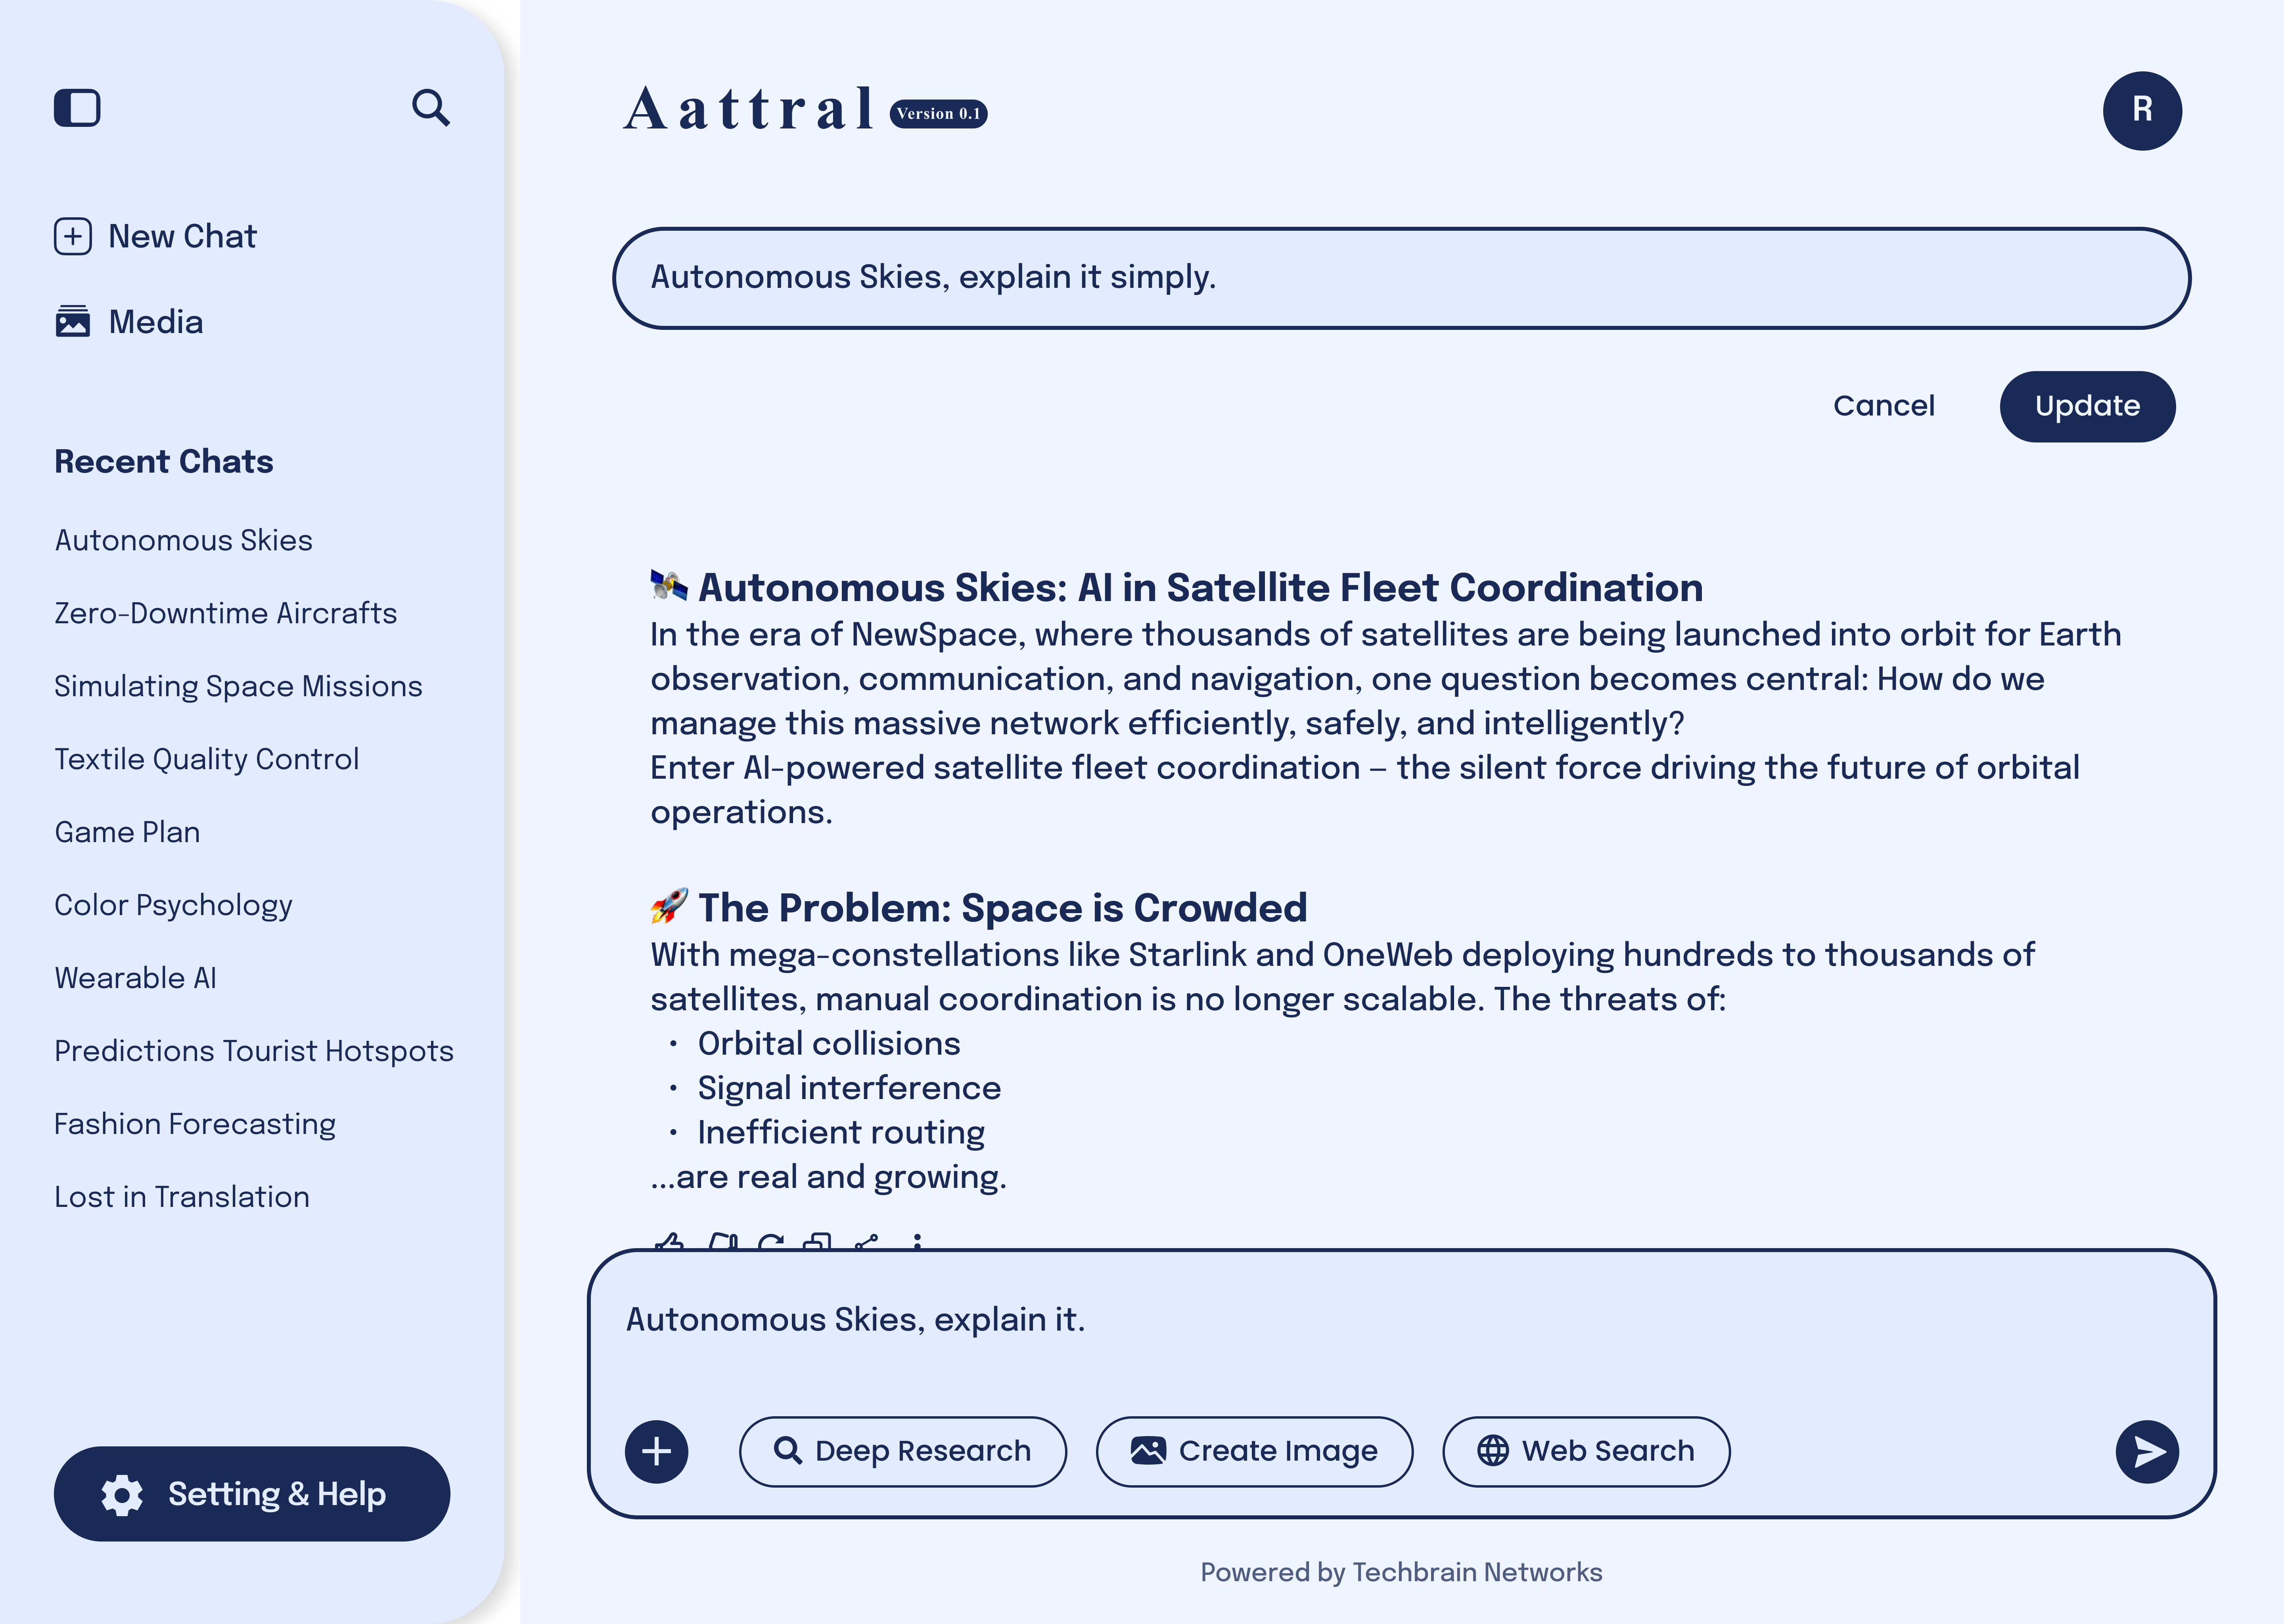 Aattral
Version 0.1
R
New Chat
Media
Recent Chats
Autonomous Skies
Zero-Downtime Aircrafts
Simulating Space Missions
Textile Quality Control
Game Plan
Color Psychology
Wearable AI
Predictions Tourist Hotspots
Fashion Forecasting
Lost in Translation
Setting & Help
Autonomous Skies, explain it simply.
Cancel
Update
🛰️ Autonomous Skies: AI in Satellite Fleet Coordination
In the era of NewSpace, where thousands of satellites are being launched into orbit for Earth
observation, communication, and navigation, one question becomes central: How do we
manage this massive network efficiently, safely, and intelligently?
Enter AI-powered satellite fleet coordination – the silent force driving the future of orbital
operations.
🚀 The Problem: Space is Crowded
With mega-constellations like Starlink and OneWeb deploying hundreds to thousands of
satellites, manual coordination is no longer scalable. The threats of:
• Orbital collisions
• Signal interference
• Inefficient routing
...are real and growing.
Autonomous Skies, explain it.
Deep Research
Create Image
Web Search
Powered by Techbrain Networks